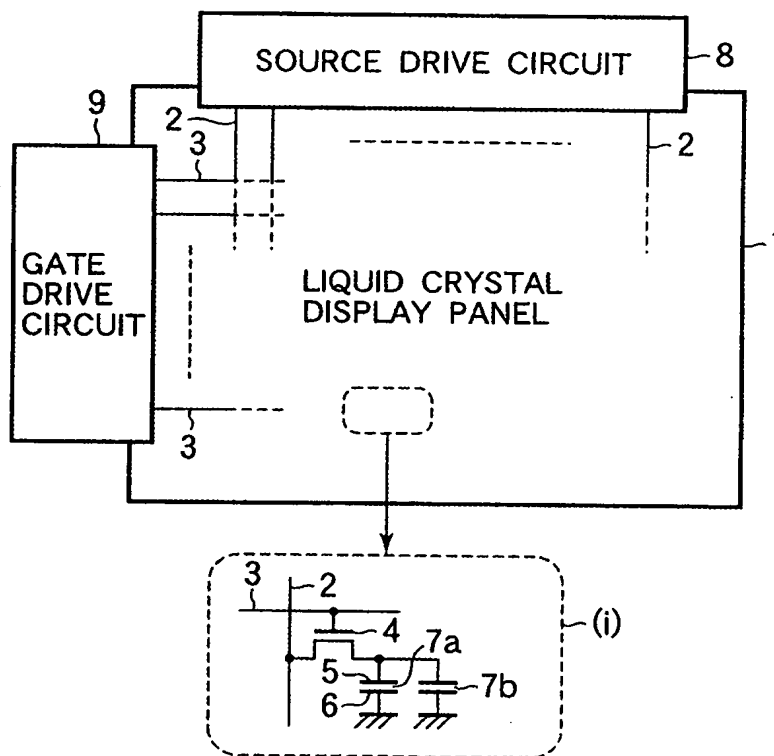 SOURCE DRIVE CIRCUIT
8
9
2
2
3
GATE
DRIVE
CIRCUIT
LIQUID CRYSTAL
DISPLAY PANEL
3
3
2
(i)
4
7a
5
6
7b